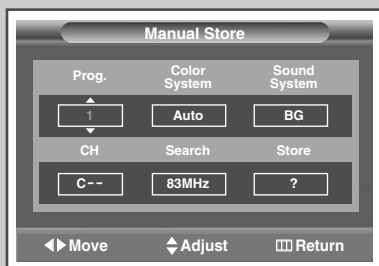 Manual Store
Prog. Color System Sound System
1 Auto BG
CH Search Store
C-- 83MHz ?
Move Adjust Return